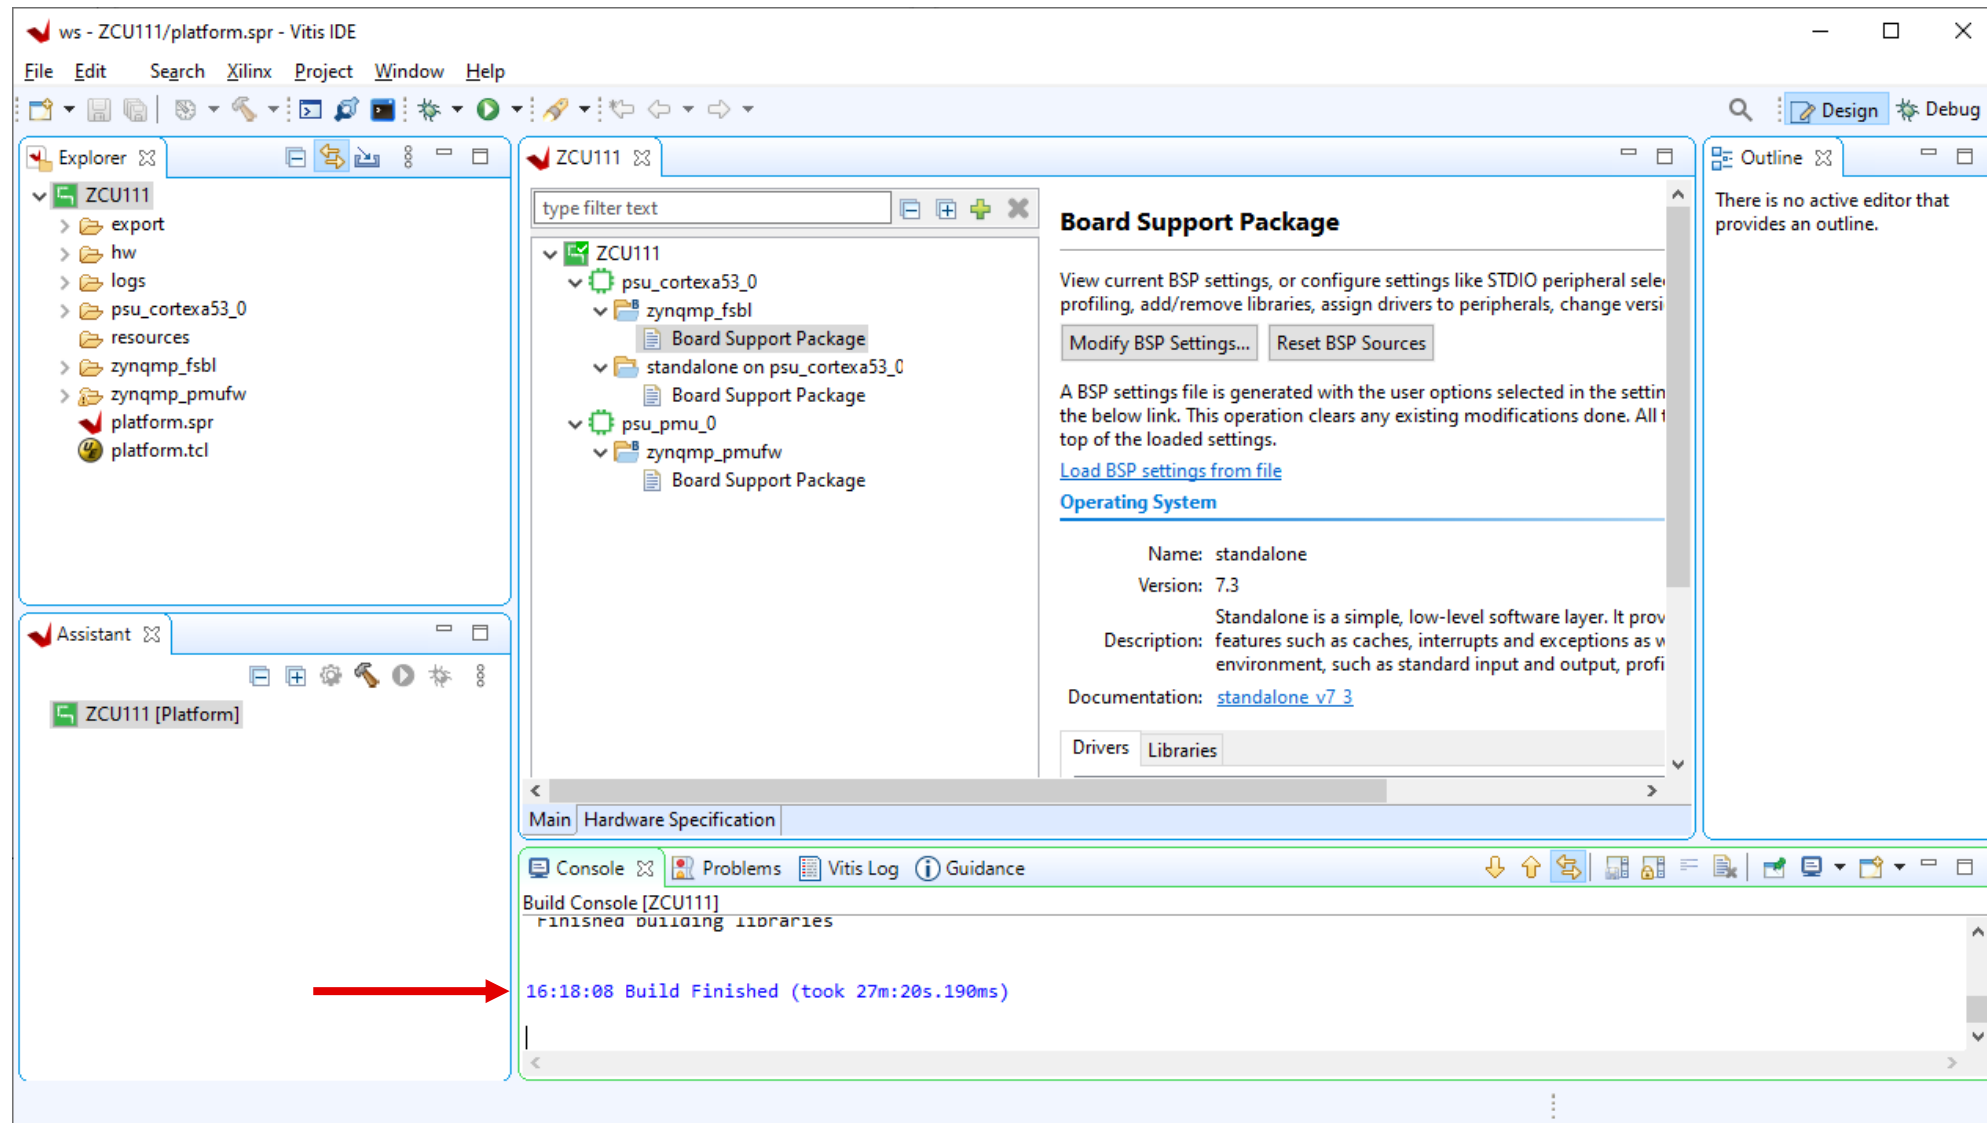 ws - ZCU111/platform.spr - Vitis IDE
File Edit Search Xilinx Project Window Help
Design Debug
Explorer
ZCU111
export
hw
logs
psu_cortexa53_0
resources
zynqmp_fsbl
zynqmp_pmufw
platform.spr
platform.tcl
Assistant
ZCU111 [Platform]
ZCU111
type filter text
ZCU111
psu_cortexa53_0
zynqmp_fsbl
Board Support Package
standalone on psu_cortexa53_0
Board Support Package
psu_pmu_0
zynqmp_pmufw
Board Support Package
Board Support Package
View current BSP settings, or configure settings like STDIO peripheral sele
profiling, add/remove libraries, assign drivers to peripherals, change versi
Modify BSP Settings... Reset BSP Sources
A BSP settings file is generated with the user options selected in the settin
the below link. This operation clears any existing modifications done. All
top of the loaded settings.
Load BSP settings from file
Operating System
Name: standalone
Version: 7.3
Standalone is a simple, low-level software layer. It prov
Description: features such as caches, interrupts and exceptions as w
environment, such as standard input and output, profi
Documentation: standalone_v7_3
Drivers Libraries
Main Hardware Specification
Outline
There is no active editor that
provides an outline.
Console Problems Vitis Log Guidance
Build Console [ZCU111]
Finished building libraries
16:18:08 Build Finished (took 27m:20s.190ms)